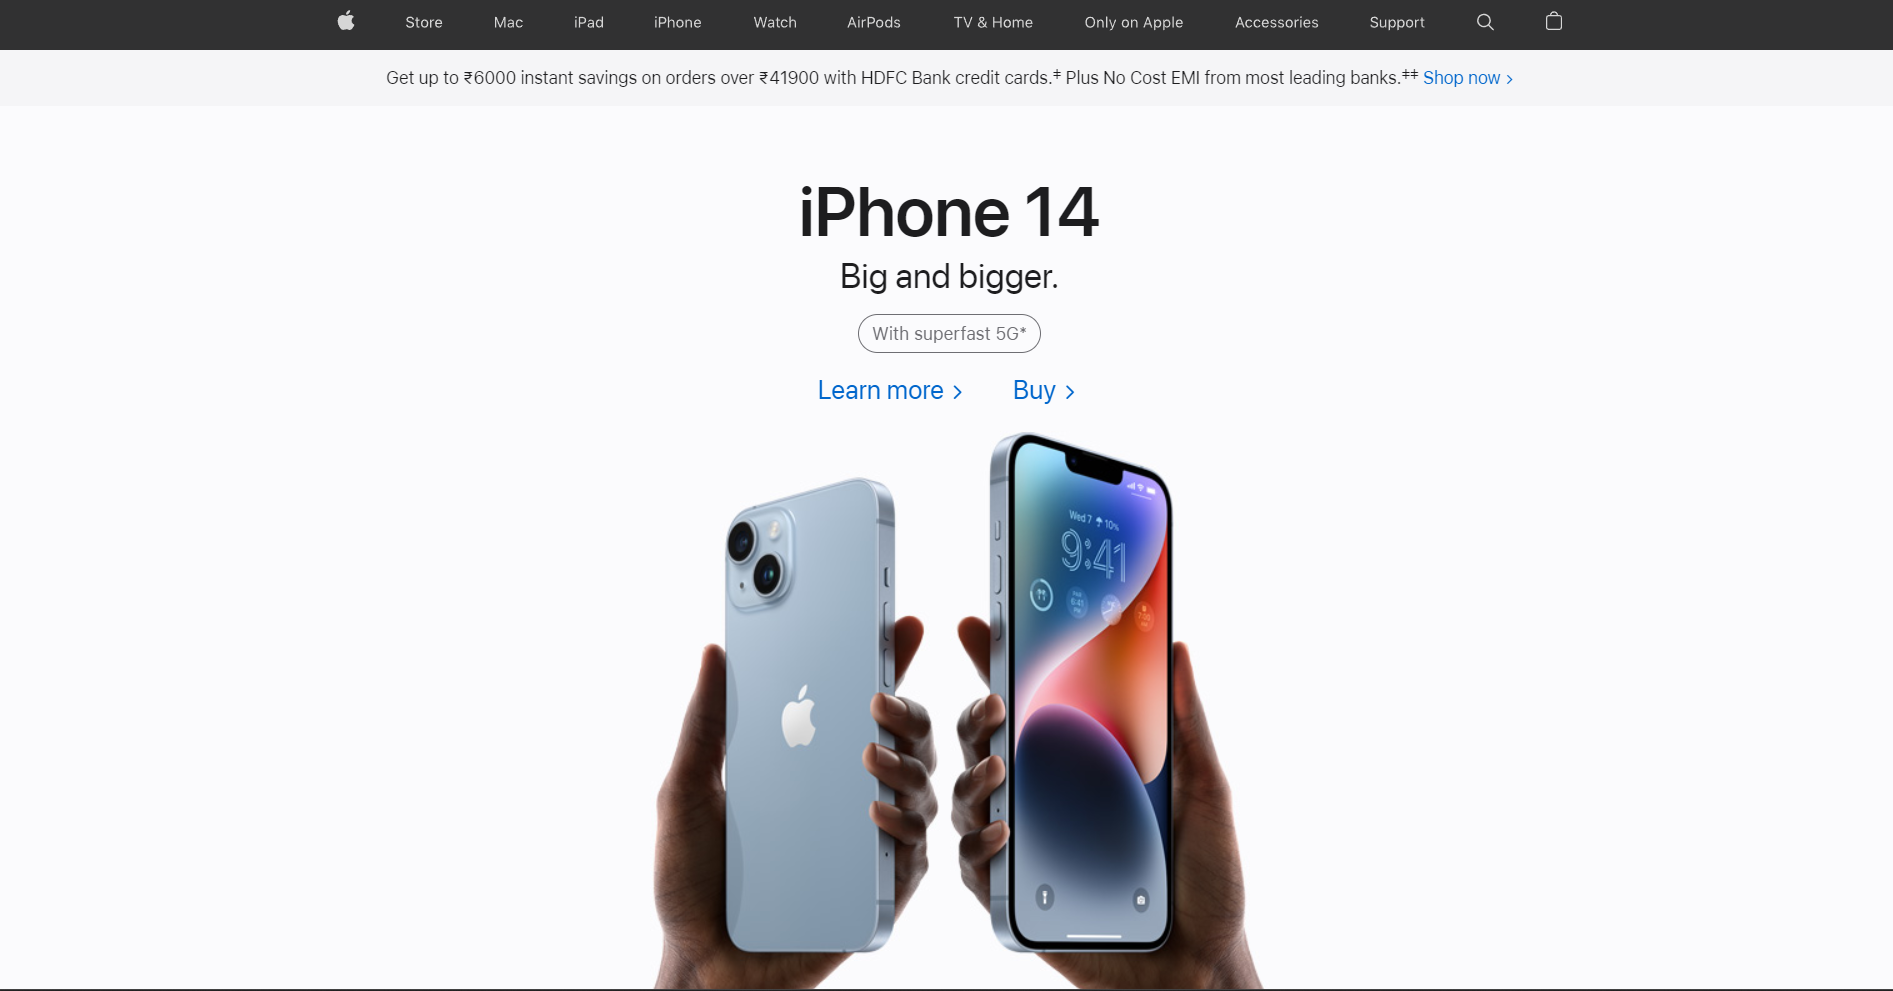 Store Mac iPad iPhone Watch AirPods TV & Home Only on Apple Accessories Support
Get up to ₹6000 instant savings on orders over ₹41900 with HDFC Bank credit cards.‡ Plus No Cost EMI from most leading banks.‡‡ Shop now >
iPhone 14
Big and bigger.
With superfast 5G*
Learn more > Buy >
Wed 7 10%
9:41